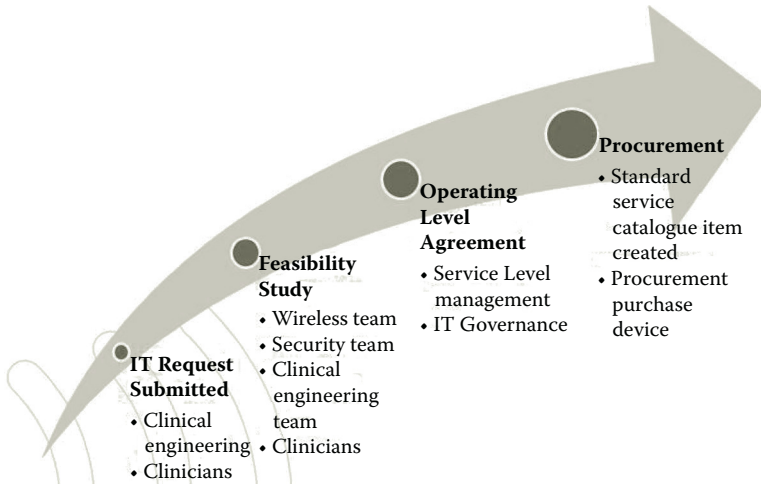 IT Request
Submitted
• Clinical
engineering
• Clinicians
Feasibility
Study
• Wireless team
• Security team
• Clinical
engineering
team
• Clinicians
Operating
Level
Agreement
• Service Level
management
• IT Governance
Procurement
• Standard
service
catalogue item
created
• Procurement
purchase
device